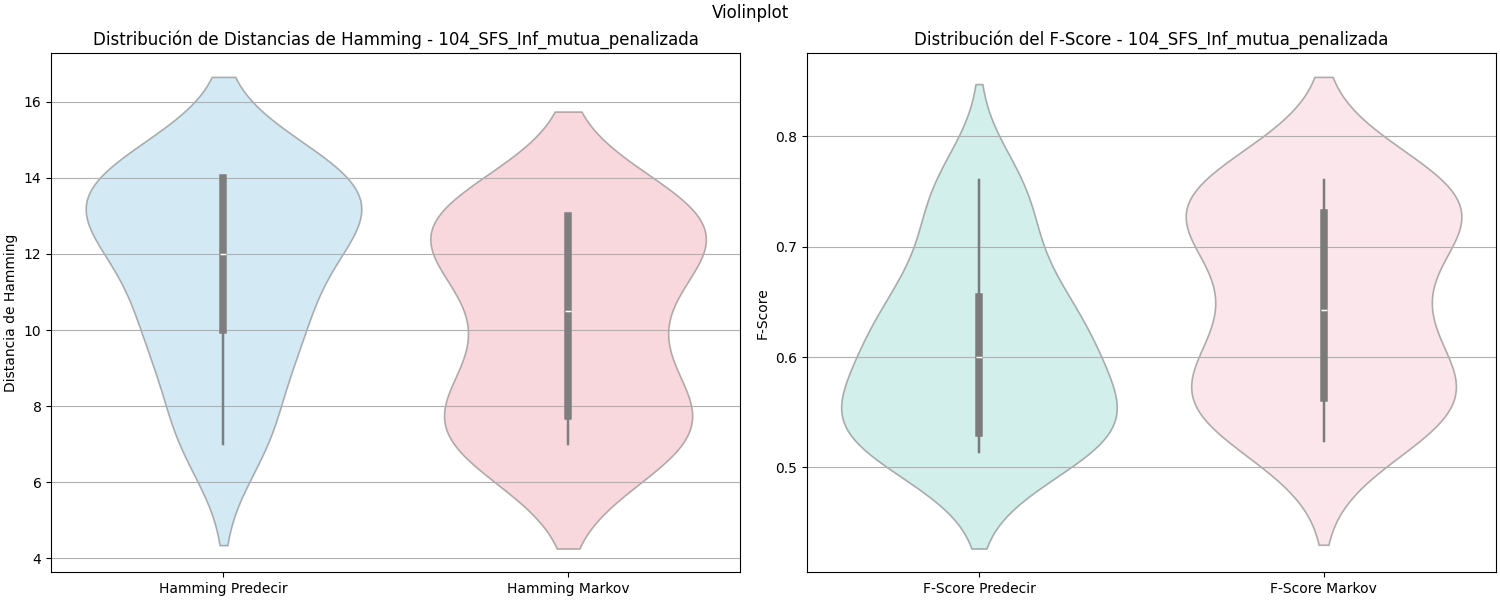 Violinplot
Distribución de Distancias de Hamming - 104_SFS_Inf_mutua_penalizada
Distancia de Hamming
16
14
12
10
8
6
4
Hamming Predecir
Hamming Markov
Distribución del F-Score - 104_SFS_Inf_mutua_penalizada
F-Score
0.8
0.7
0.6
0.5
F-Score Predecir
F-Score Markov